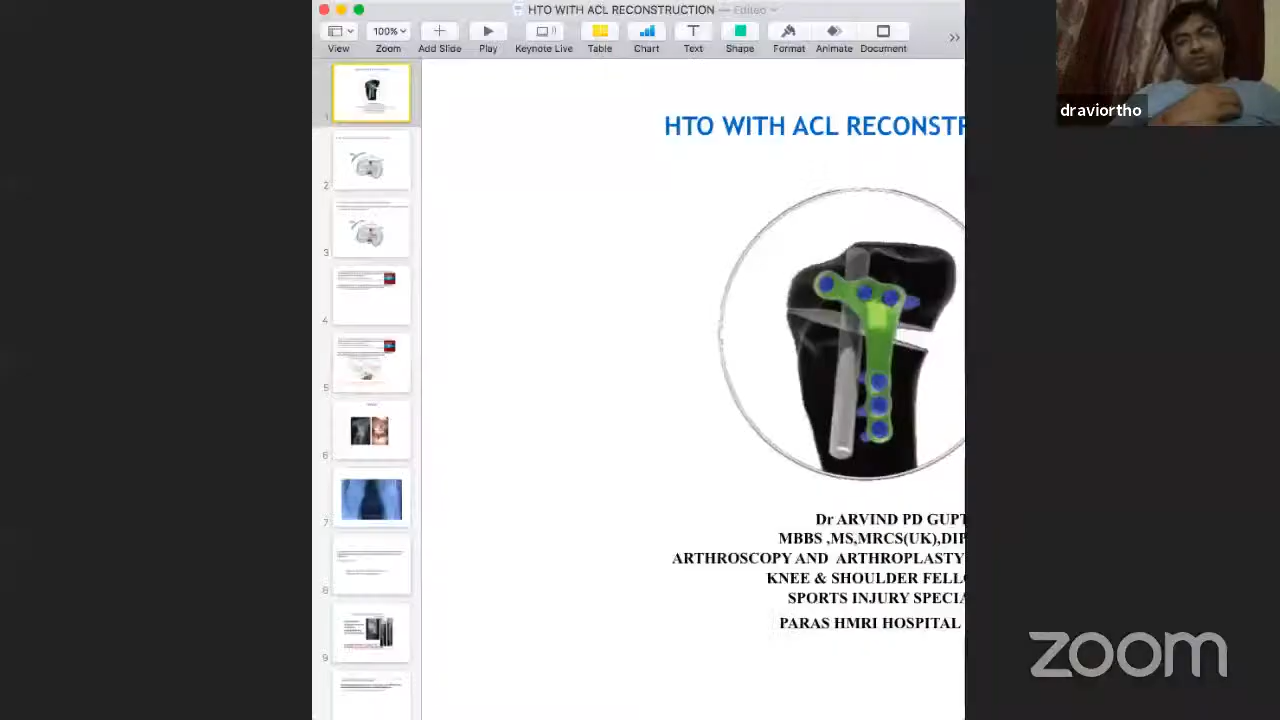 HTO WITH ACL RECONSTRUCTION — Edited
100%
View
Zoom
Add Slide
Play
Keynote Live
Table
Chart
Text
Shape
Format
Animate
Document
1
2
3
4
5
6
7
8
9
HTO WITH ACL RECONSTR
Dr ARVIND PD GUPT
MBBS ,MS,MRCS(UK),DIP
ARTHROSCOPY AND ARTHROPLASTY
KNEE & SHOULDER FELL
SPORTS INJURY SPECIA
PARAS HMRI HOSPITAL
draviortho
zoom